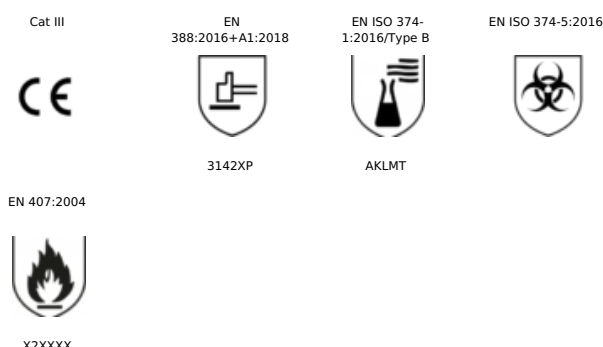 Cat III
EN
388:2016+A1:2018
EN ISO 374-
1:2016/Type B
EN ISO 374-5:2016
CE
3142XP
AKLMT
EN 407:2004
X2XXXX